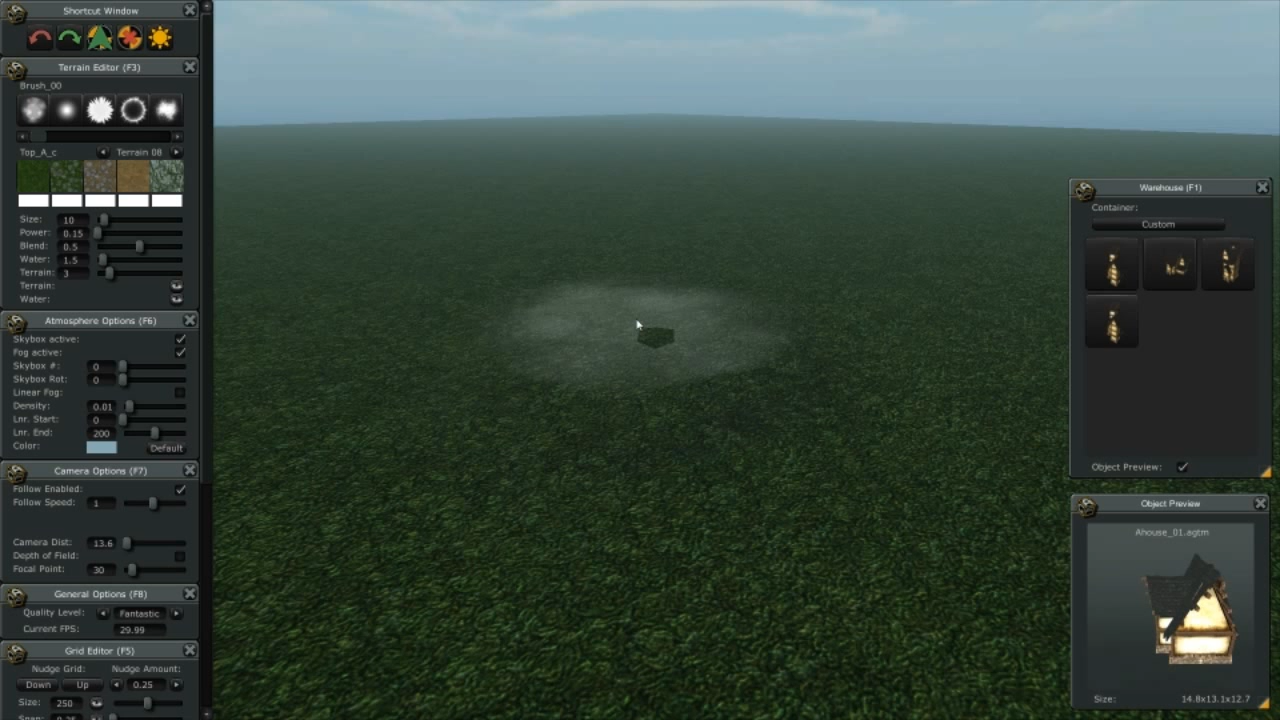 Shortcut Window
Terrain Editor (F3)
Brush_00
Top_A_c Terrain 08
Size: 10
Power: 0.15
Blend: 0.5
Water: 1.5
Terrain: 3
Terrain:
Water:
Atmosphere Options (F6)
Skybox active:
Fog active:
Skybox #: 0
Skybox Rot: 0
Linear Fog:
Density: 0.01
Lnr. Start: 0
Lnr. End: 200
Color: Default
Camera Options (F7)
Follow Enabled:
Follow Speed: 1
Camera Dist: 13.6
Depth of Field:
Focal Point: 30
General Options (F8)
Quality Level: Fantastic
Current FPS: 29.99
Grid Editor (F5)
Nudge Grid: Nudge Amount:
Down Up 0.25
Size: 250
Warehouse (F1)
Container:
Custom
Object Preview:
Object Preview
Ahouse_01.agtm
Size: 14.8x13.1x12.7